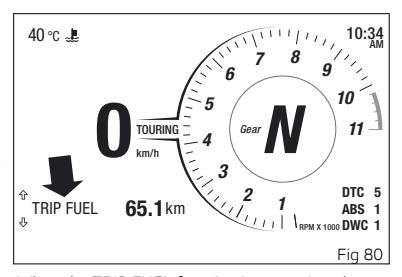 40 °C
10:34
AM
1
2
3
4
5
6
7
8
9
10
11
RPM X 1000
0
TOURING
km/h
Gear
N
TRIP FUEL 65.1 km
DTC 5
ABS 1
DWC 1
Fig 80